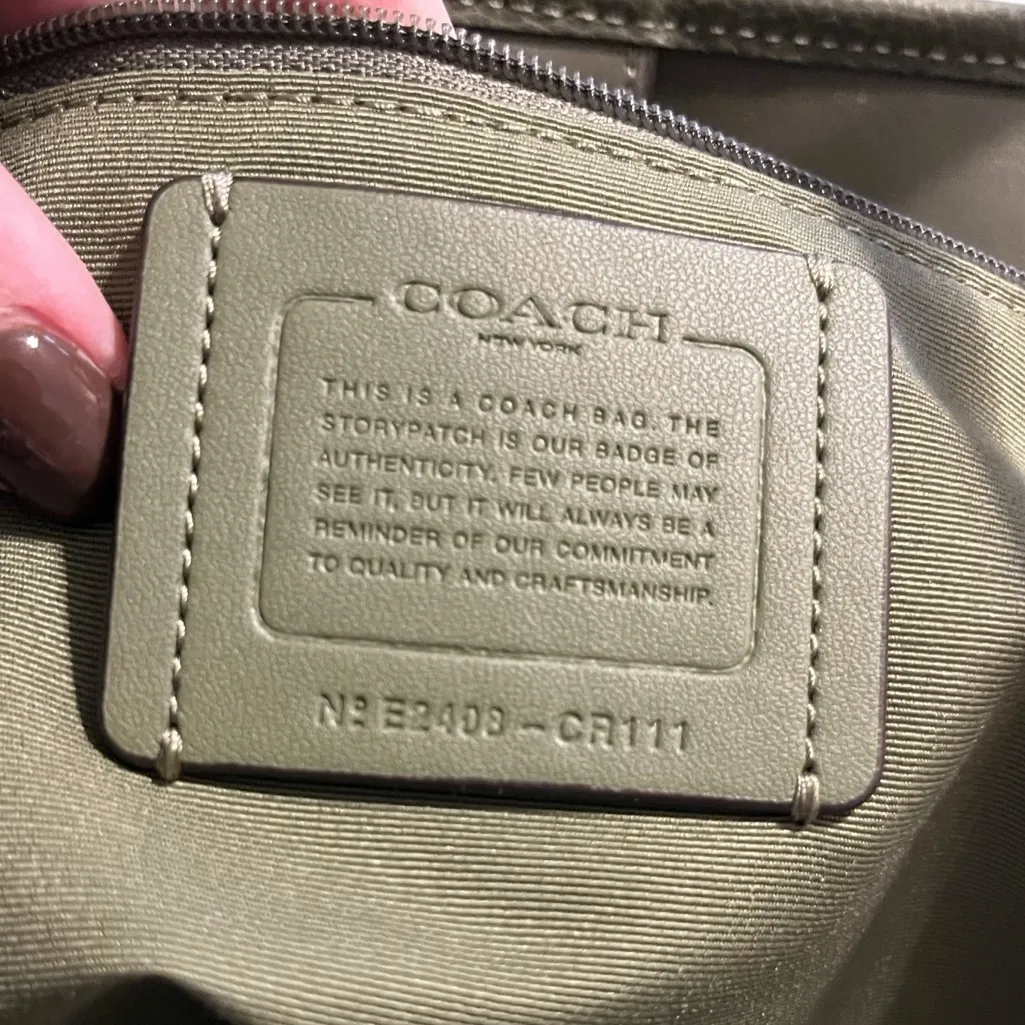 COACH
NEW YORK
THIS IS A COACH BAG. THE
STORYPATCH IS OUR BADGE OF
AUTHENTICITY. FEW PEOPLE MAY
SEE IT, BUT IT WILL ALWAYS BE A
REMINDER OF OUR COMMITMENT
TO QUALITY AND CRAFTSMANSHIP.
Nº E2408-CR111